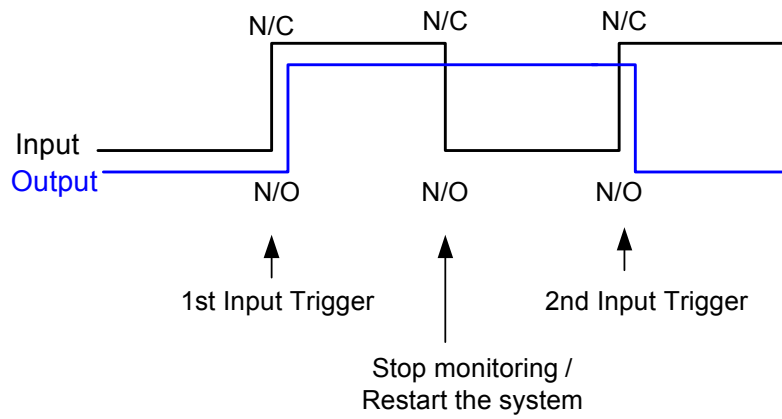 N/C N/C N/C
Input
Output
N/O N/O N/O
1st Input Trigger 2nd Input Trigger
Stop monitoring /
Restart the system